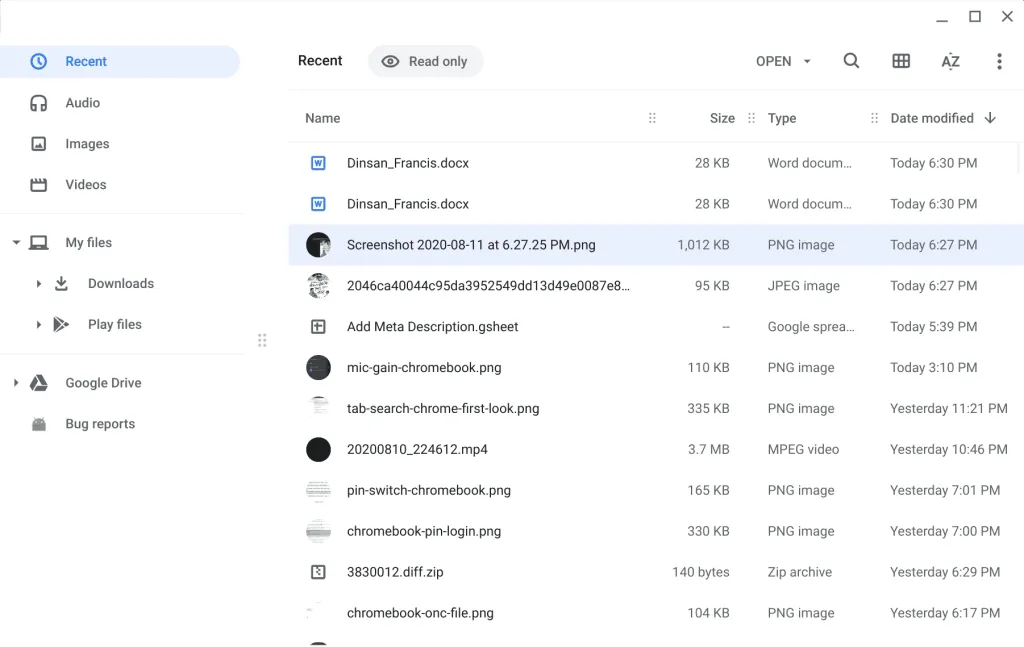 Recent
Audio
Images
Videos
My files
Downloads
Play files
Google Drive
Bug reports
Recent Read only OPEN AZ
Name Size Type Date modified
Dinsan_Francis.docx 28 KB Word docum... Today 6:30 PM
Dinsan_Francis.docx 28 KB Word docum... Today 6:30 PM
Screenshot 2020-08-11 at 6.27.25 PM.png 1,012 KB PNG image Today 6:27 PM
2046ca40044c95da3952549dd13d49e0087e8... 95 KB JPEG image Today 6:27 PM
Add Meta Description.gsheet -- Google sprea... Today 5:39 PM
mic-gain-chromebook.png 110 KB PNG image Today 3:10 PM
tab-search-chrome-first-look.png 335 KB PNG image Yesterday 11:21 PM
20200810_224612.mp4 3.7 MB MPEG video Yesterday 10:46 PM
pin-switch-chromebook.png 165 KB PNG image Yesterday 7:01 PM
chromebook-pin-login.png 330 KB PNG image Yesterday 7:00 PM
3830012.diff.zip 140 bytes Zip archive Yesterday 6:29 PM
chromebook-onc-file.png 104 KB PNG image Yesterday 6:17 PM